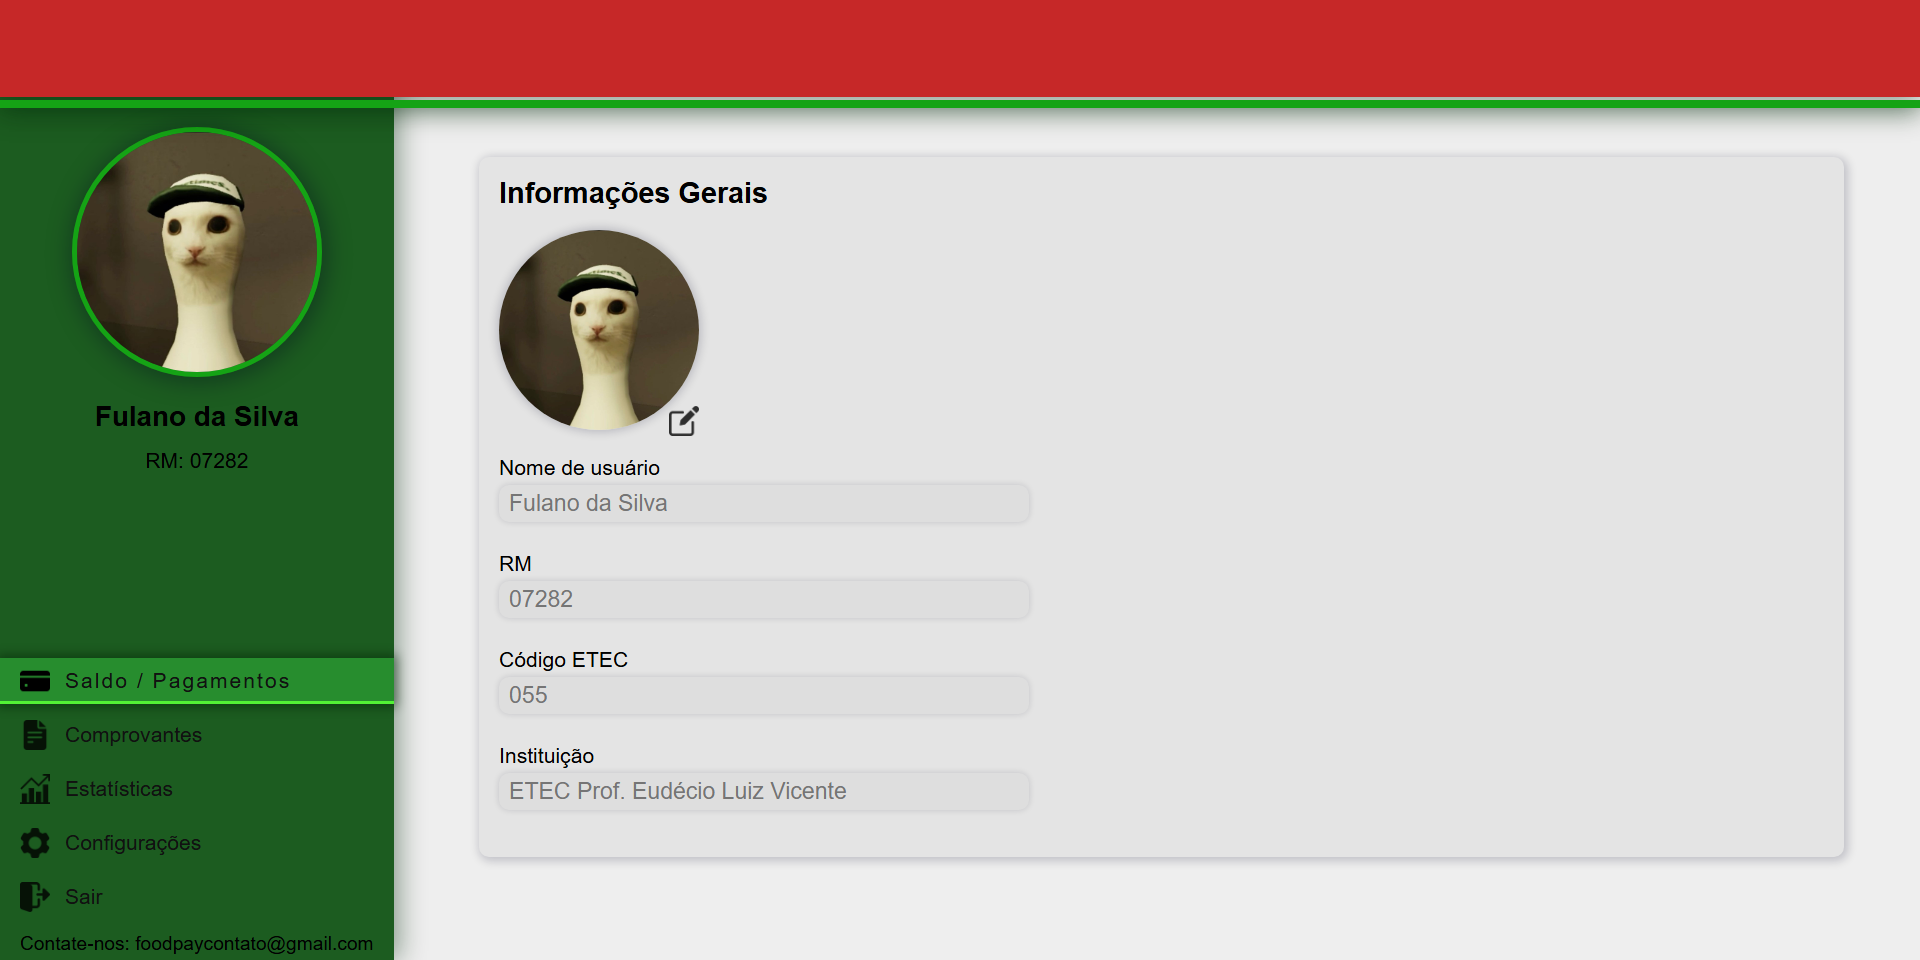 Fulano da Silva
RM: 07282
Saldo / Pagamentos
Comprovantes
Estatísticas
Configurações
Sair
Contate-nos: foodpaycontato@gmail.com
Informações Gerais
Nome de usuário
Fulano da Silva
RM
07282
Código ETEC
055
Instituição
ETEC Prof. Eudécio Luiz Vicente